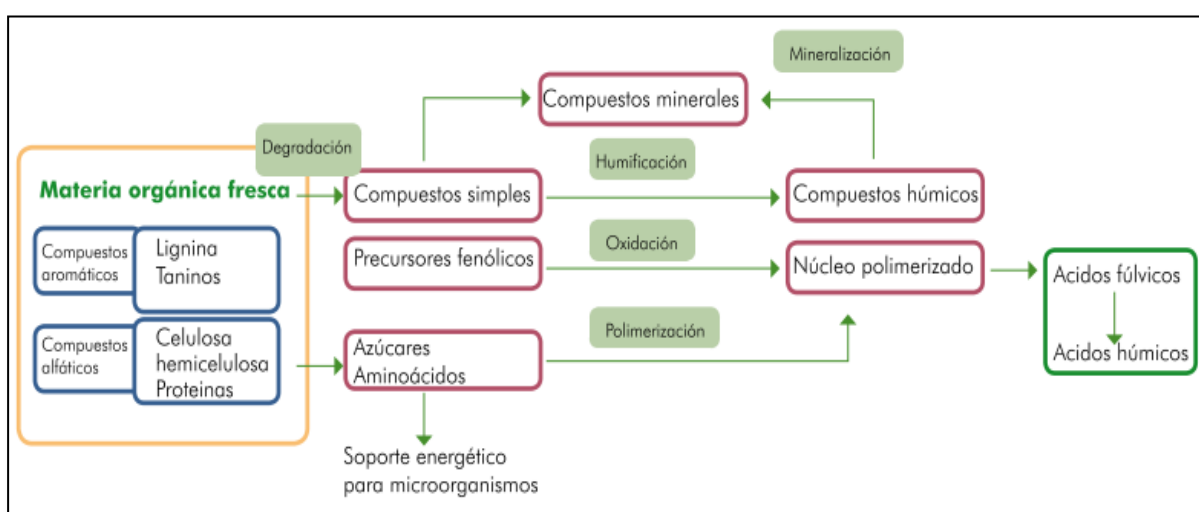 Mineralización
Compuestos minerales
Degradación
Humificación
Materia orgánica fresca
Compuestos simples
Compuestos húmicos
Compuestos
aromáticos
Lignina
Taninos
Precursores fenólicos
Oxidación
Núcleo polimerizado
Acidos fúlvicos
Acidos húmicos
Compuestos
alfáticos
Celulosa
hemicelulosa
Proteinas
Azúcares
Aminoácidos
Polimerización
Soporte energético
para microorganismos